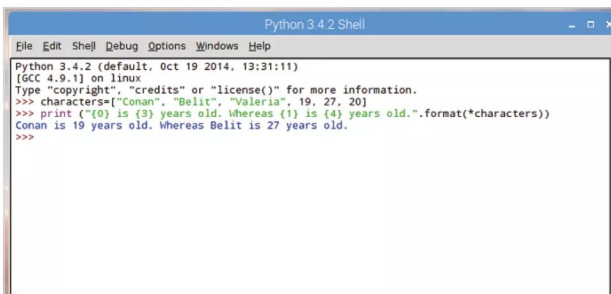 Python 3.4.2 Shell
File Edit Shell Debug Options Windows Help
Python 3.4.2 (default, Oct 19 2014, 13:31:11)
[GCC 4.9.1] on linux
Type "copyright", "credits" or "license()" for more information.
>>> characters=["Conan", "Belit", "Valeria", 19, 27, 20]
>>> print ("{0} is {3} years old. Whereas {1} is {4} years old.".format(*characters))
Conan is 19 years old. Whereas Belit is 27 years old.
>>>